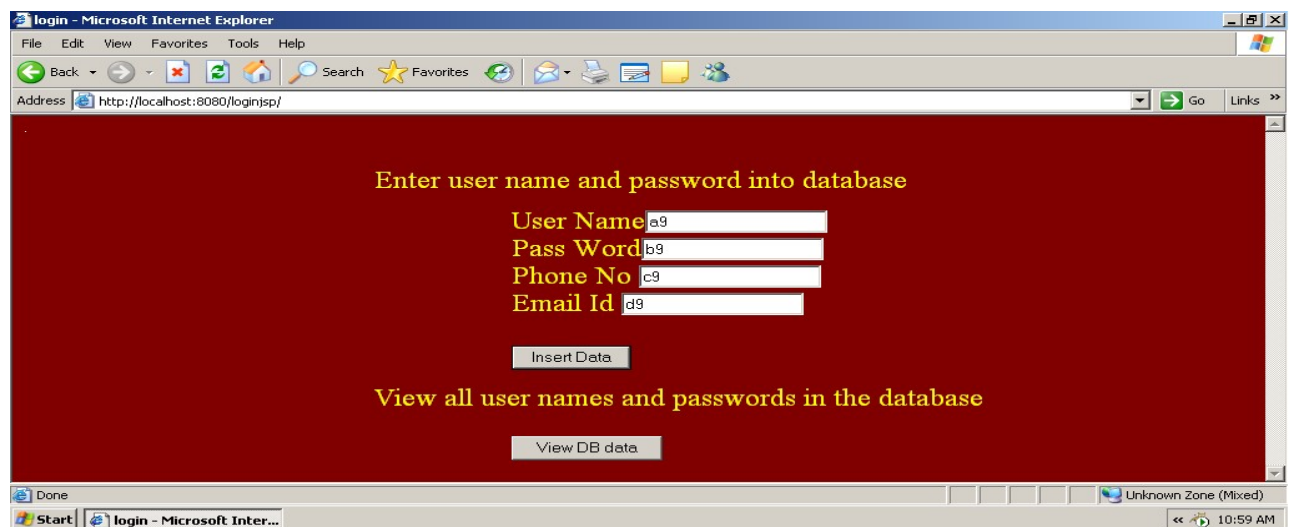 login - Microsoft Internet Explorer
File Edit View Favorites Tools Help
Back Search Favorites
Address http://localhost:8080/loginjsp/ Go Links »
Enter user name and password into database
User Name a9
Pass Word b9
Phone No c9
Email Id d9
Insert Data
View all user names and passwords in the database
View DB data
Done Unknown Zone (Mixed)
Start login - Microsoft Inter... « 10:59 AM